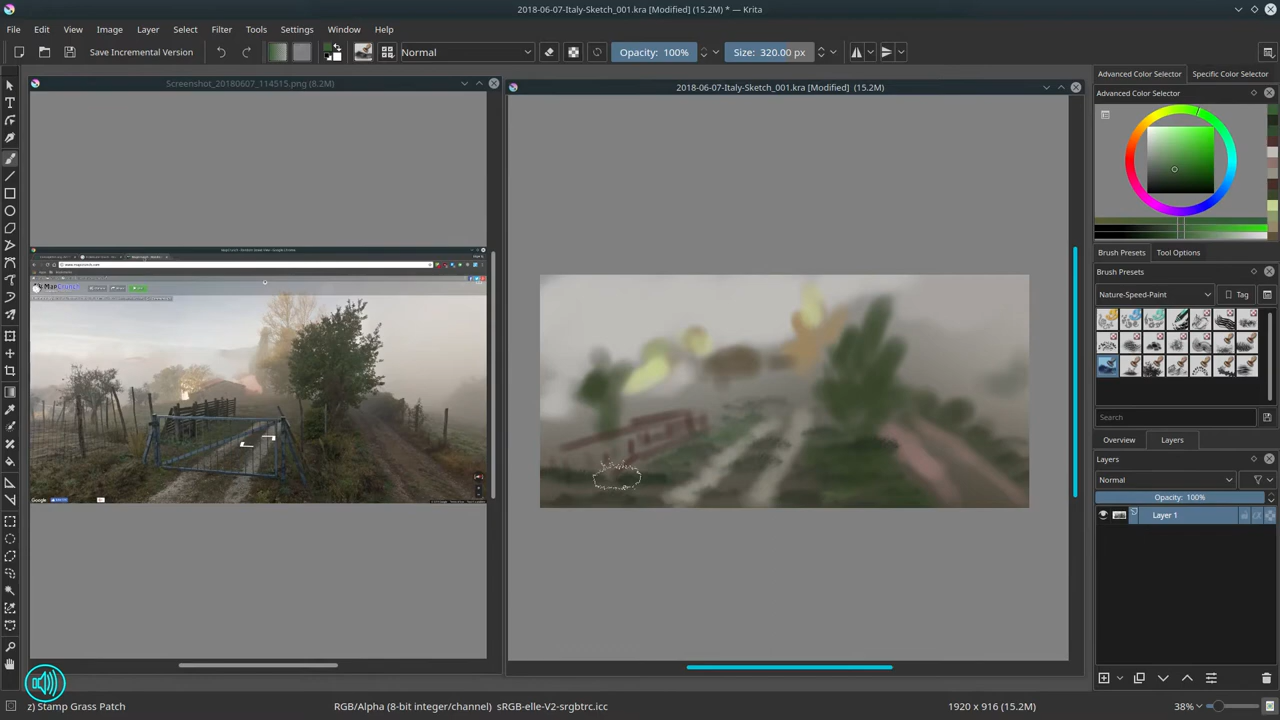 2018-06-07-Italy-Sketch_001.kra [Modified] (15.2M) * — Krita
File Edit View Image Layer Select Filter Tools Settings Window Help
Save Incremental Version
Normal
Opacity: 100%
Size: 320.00 px
Screenshot_20180607_114515.png (8.2M)
2018-06-07-Italy-Sketch_001.kra [Modified] (15.2M)
Advanced Color Selector
Specific Color Selector
Advanced Color Selector
Brush Presets
Tool Options
Brush Presets
Nature-Speed-Paint
Tag
Search
Overview
Layers
Layers
Normal
Opacity: 100%
Layer 1
MapCrunch
Google
z) Stamp Grass Patch
RGB/Alpha (8-bit integer/channel) sRGB-elle-V2-srgbtrc.icc
1920 x 916 (15.2M)
38%